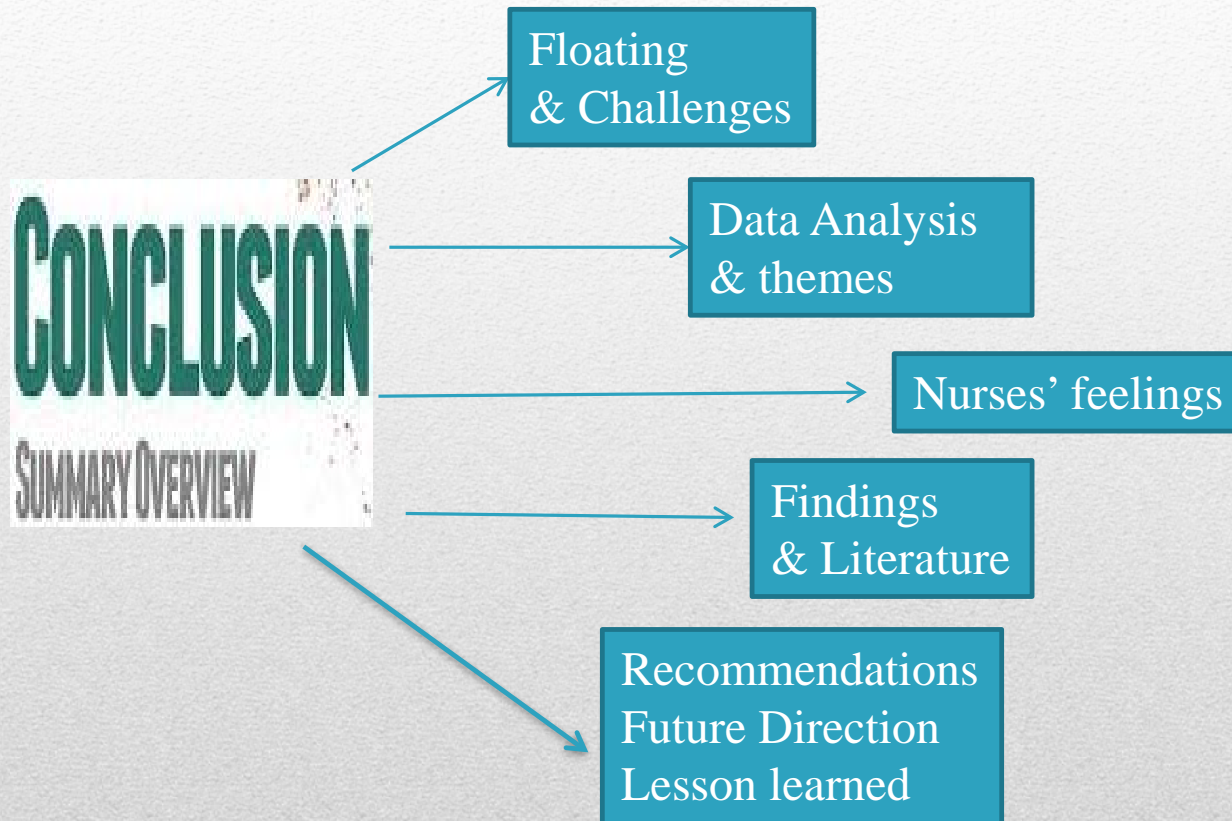 Floating
& Challenges
CONCLUSION
SUMMARY OVERVIEW
Data Analysis
& themes
Nurses’ feelings
Findings
& Literature
Recommendations
Future Direction
Lesson learned